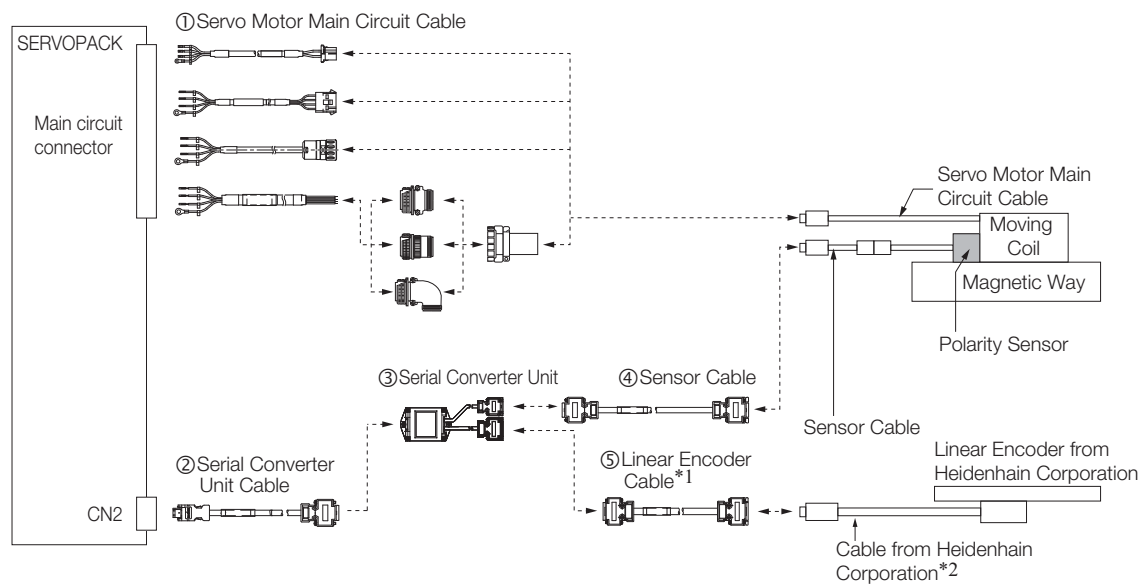 ①Servo Motor Main Circuit Cable
SERVOPACK
Main circuit
connector
Servo Motor Main
Circuit Cable
Moving
Coil
Magnetic Way
Polarity Sensor
③Serial Converter Unit
④Sensor Cable
Sensor Cable
②Serial Converter
Unit Cable
⑤Linear Encoder
Cable*1
Linear Encoder from
Heidenhain Corporation
CN2
Cable from Heidenhain
Corporation*2